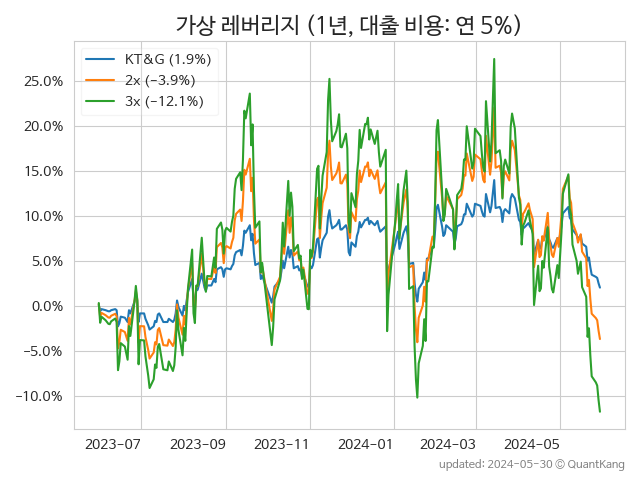 가상 레버리지 (1년, 대출 비용: 연 5%)
KT&G (1.9%)
2x (−3.9%)
3x (−12.1%)
25.0%
20.0%
15.0%
10.0%
5.0%
0.0%
−5.0%
−10.0%
2023-07
2023-09
2023-11
2024-01
2024-03
2024-05
updated: 2024-05-30 © QuantKang